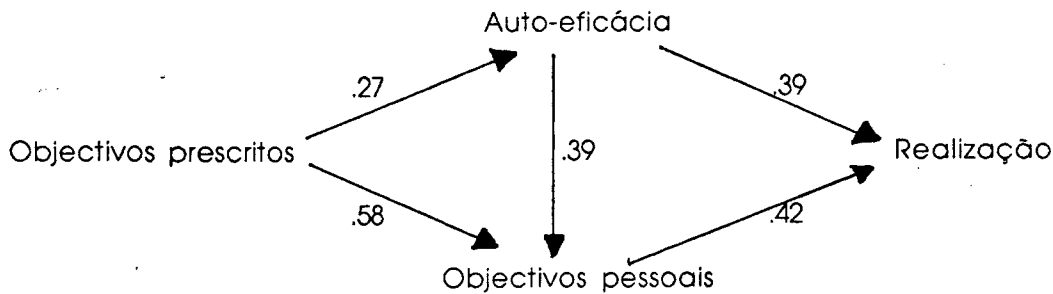 Auto-eficácia
.27
.39
Objectivos prescritos
.39
Realização
.58
.42
Objectivos pessoais